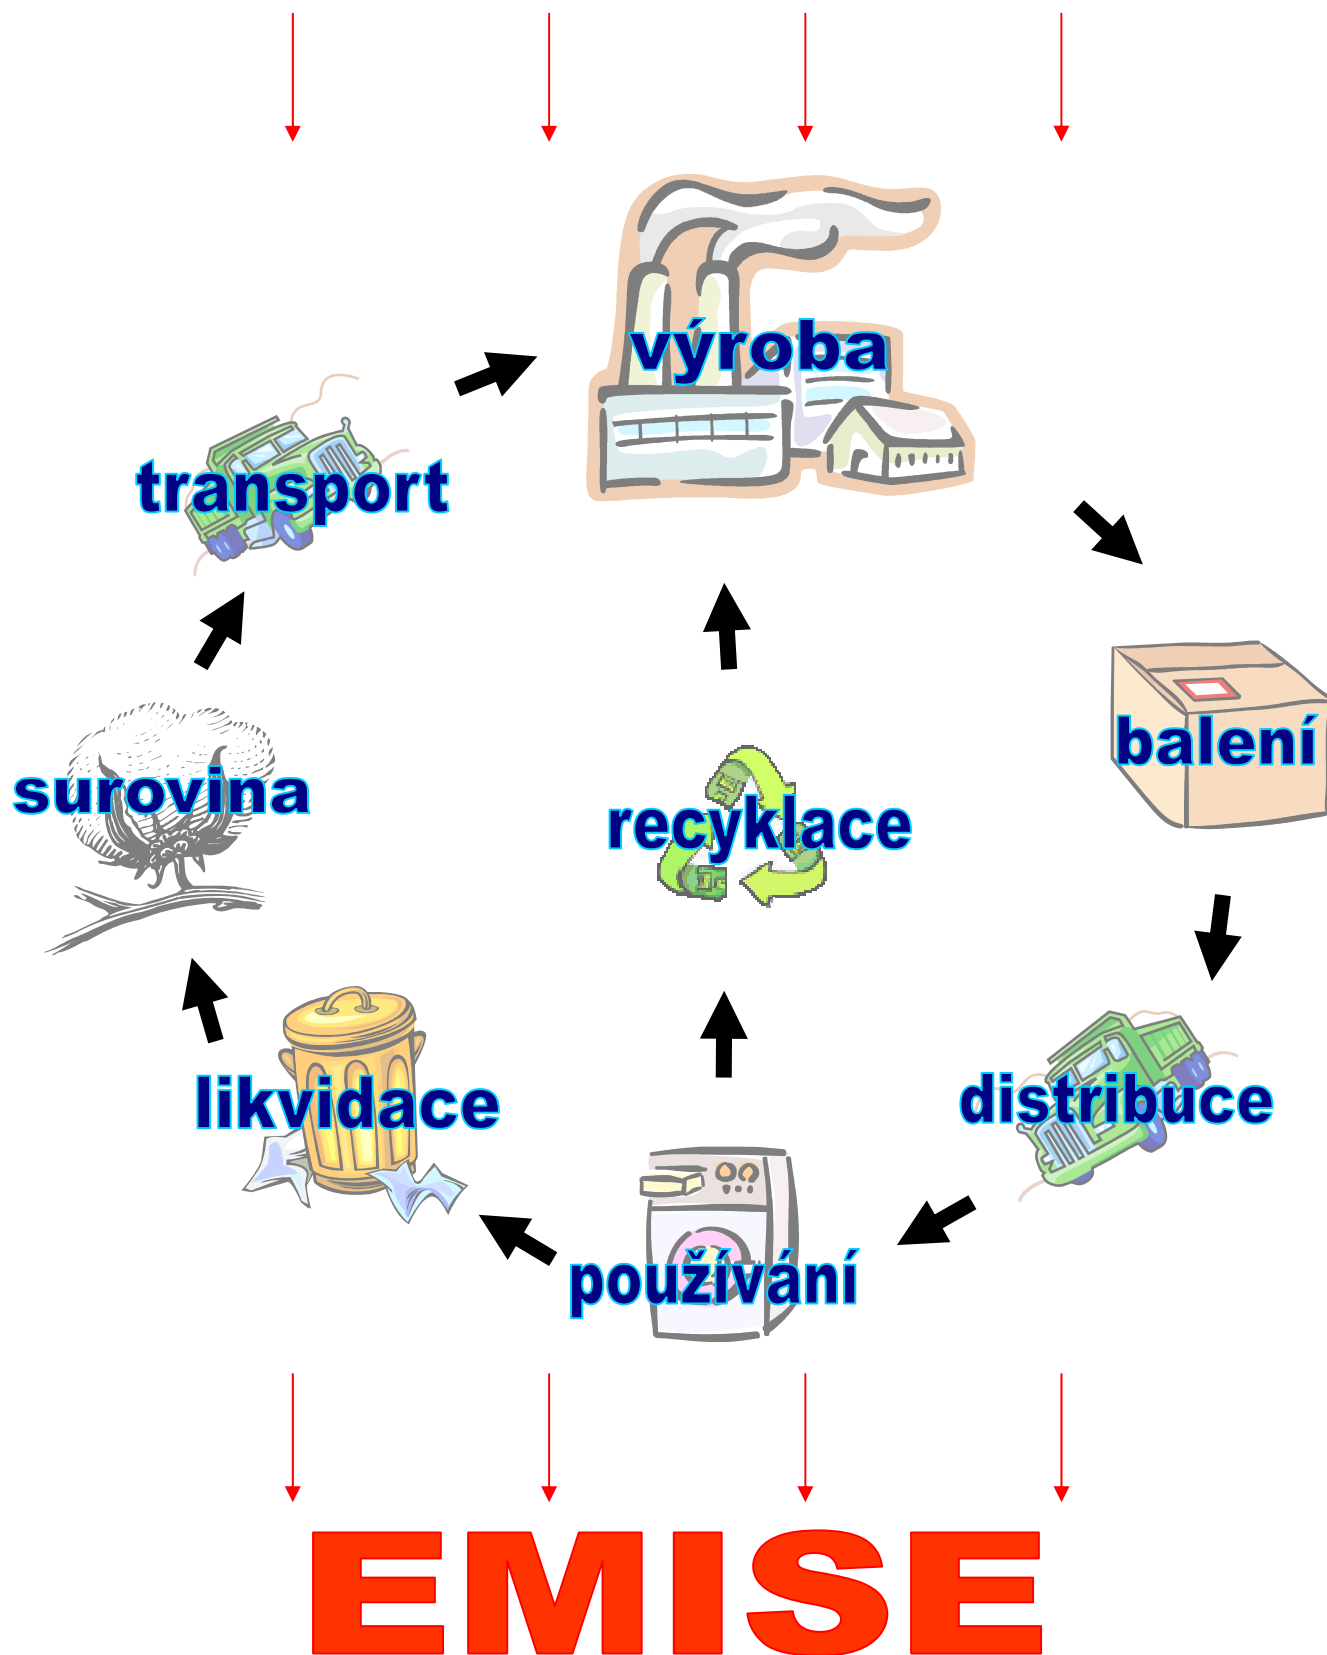 výroba
transport
balení
surovina
recyklace
likvidace
distribuce
používání
EMISE